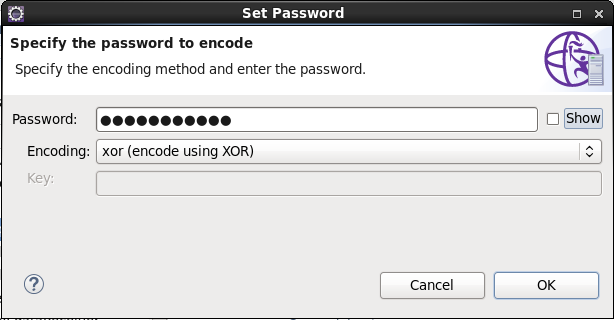 Set Password
Specify the password to encode
Specify the encoding method and enter the password.
Password: ●●●●●●●●●●● Show
Encoding: xor (encode using XOR)
Key:
? Cancel OK